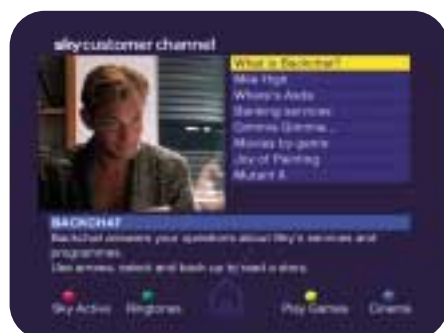 sky customer channel
What is Backchat?
Mile High
Where's Asda
Banking services
Gimme Gimme...
Movies by genre
Joy of Painting
Mutant X
BACKCHAT
Backchat answers your questions about Sky's services and
programmes.
Use arrows, select and back up to read a story.
Sky Active
Ringtones
Play Games
Cinema